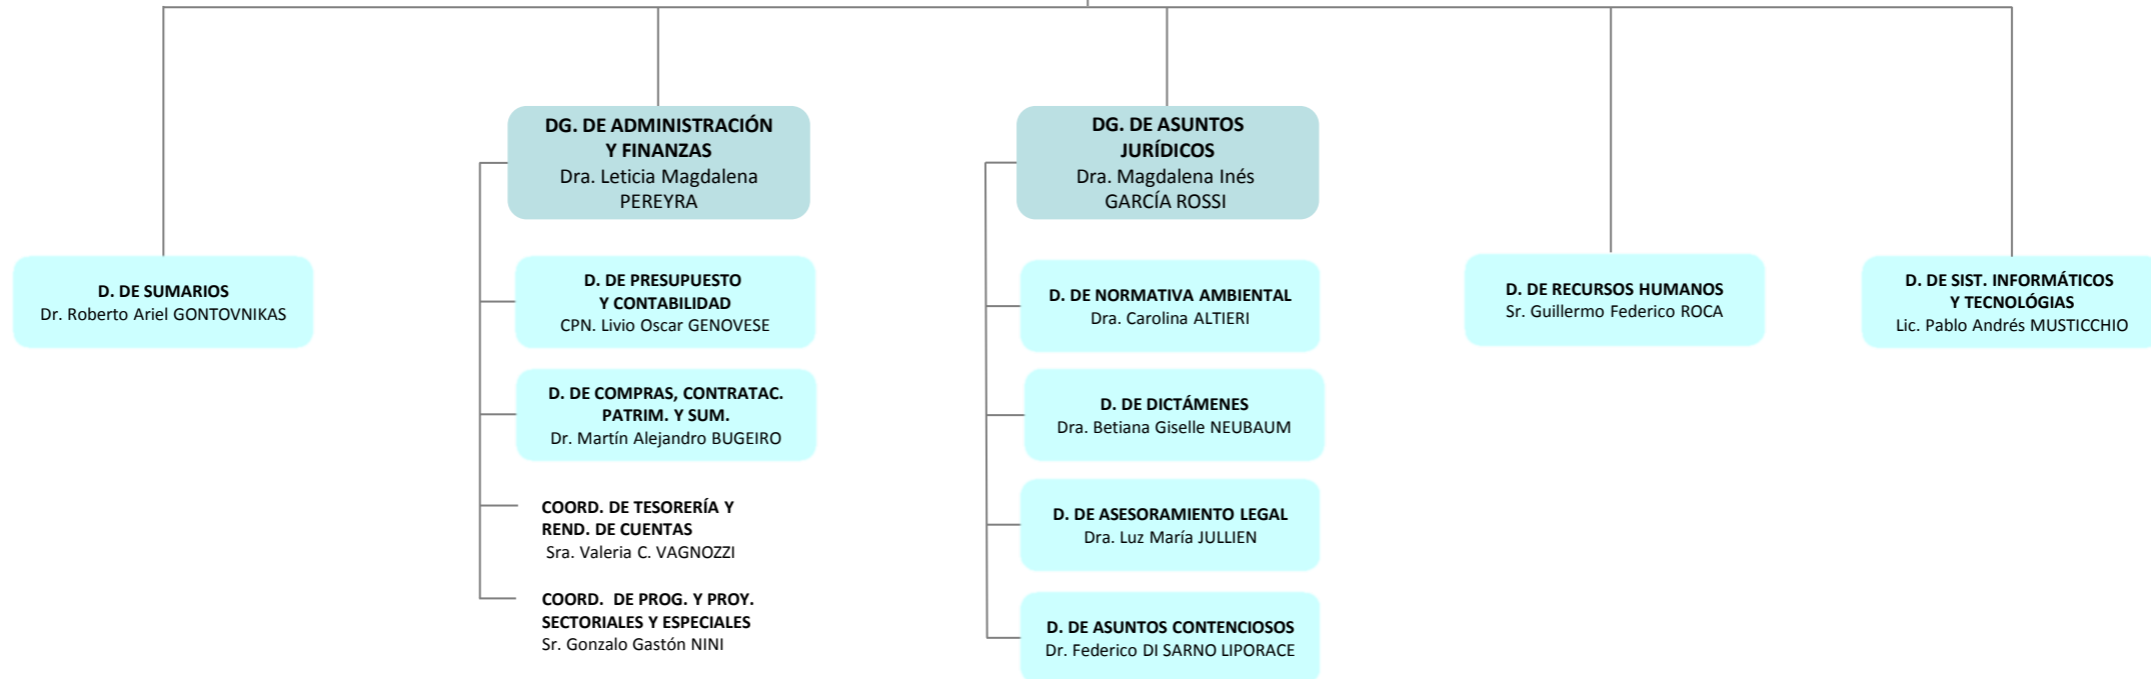 DG. DE ADMINISTRACIÓN
Y FINANZAS
Dra. Leticia Magdalena
PEREYRA
DG. DE ASUNTOS
JURÍDICOS
Dra. Magdalena Inés
GARCÍA ROSSI
D. DE SUMARIOS
Dr. Roberto Ariel GONTOVNIKAS
D. DE PRESUPUESTO
Y CONTABILIDAD
CPN. Livio Oscar GENOVESE
D. DE COMPRAS, CONTRATAC.
PATRIM. Y SUM.
Dr. Martín Alejandro BUGEIRO
COORD. DE TESORERÍA Y
REND. DE CUENTAS
Sra. Valeria C. VAGNOZZI
COORD. DE PROG. Y PROY.
SECTORIALES Y ESPECIALES
Sr. Gonzalo Gastón NINI
D. DE NORMATIVA AMBIENTAL
Dra. Carolina ALTIERI
D. DE DICTÁMENES
Dra. Betiana Giselle NEUBAUM
D. DE ASESORAMIENTO LEGAL
Dra. Luz María JULLIEN
D. DE ASUNTOS CONTENCIOSOS
Dr. Federico DI SARNO LIPORACE
D. DE RECURSOS HUMANOS
Sr. Guillermo Federico ROCA
D. DE SIST. INFORMÁTICOS
Y TECNOLÓGIAS
Lic. Pablo Andrés MUSTICCHIO